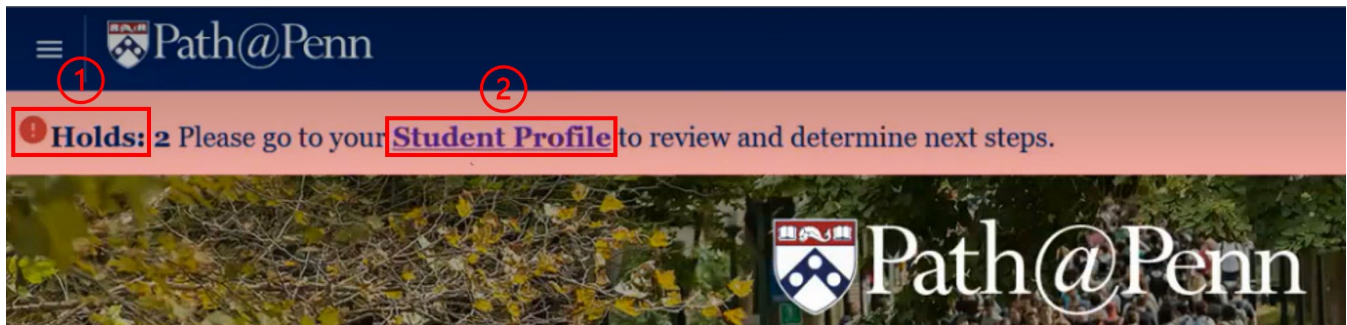 Path@Penn
1
2
Holds: 2 Please go to your Student Profile to review and determine next steps.
Path@Penn